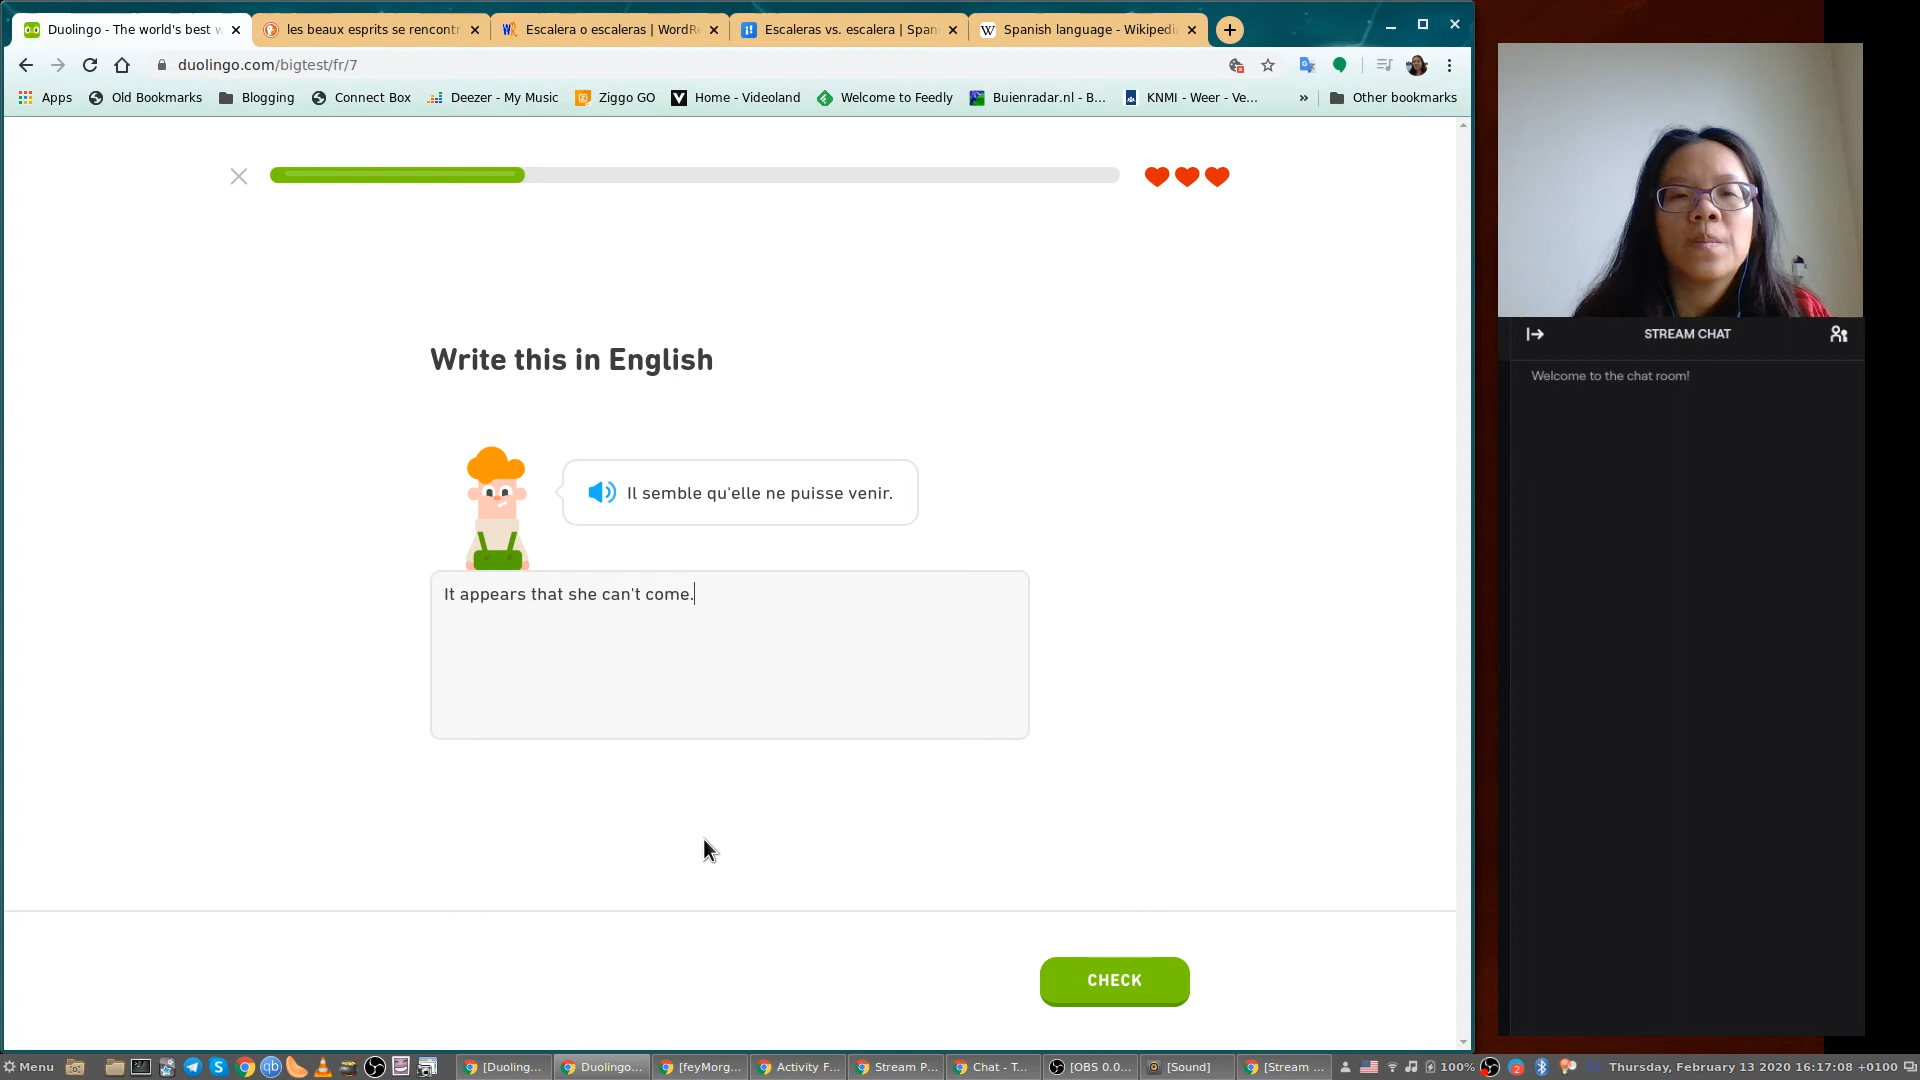 Duolingo - The world's best w
les beaux esprits se rencontr
Escalera o escaleras | WordRe
Escaleras vs. escalera | Span
Spanish language - Wikipedia
duolingo.com/bigtest/fr/7
Apps
Old Bookmarks
Blogging
Connect Box
Deezer - My Music
Ziggo GO
Home - Videoland
Welcome to Feedly
Buienradar.nl - B...
KNMI - Weer - Ve...
»
Other bookmarks
Write this in English
Il semble qu'elle ne puisse venir.
It appears that she can't come.
CHECK
STREAM CHAT
Welcome to the chat room!
Menu
[Duoling...
Duolingo...
[feyMorg...
Activity F...
Stream P...
Chat - T...
[OBS 0.0...
[Sound]
[Stream ...
100%
2
Thursday, February 13 2020 16:17:08 +0100